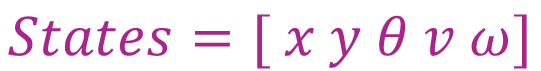 States = [ x y θ v ω]